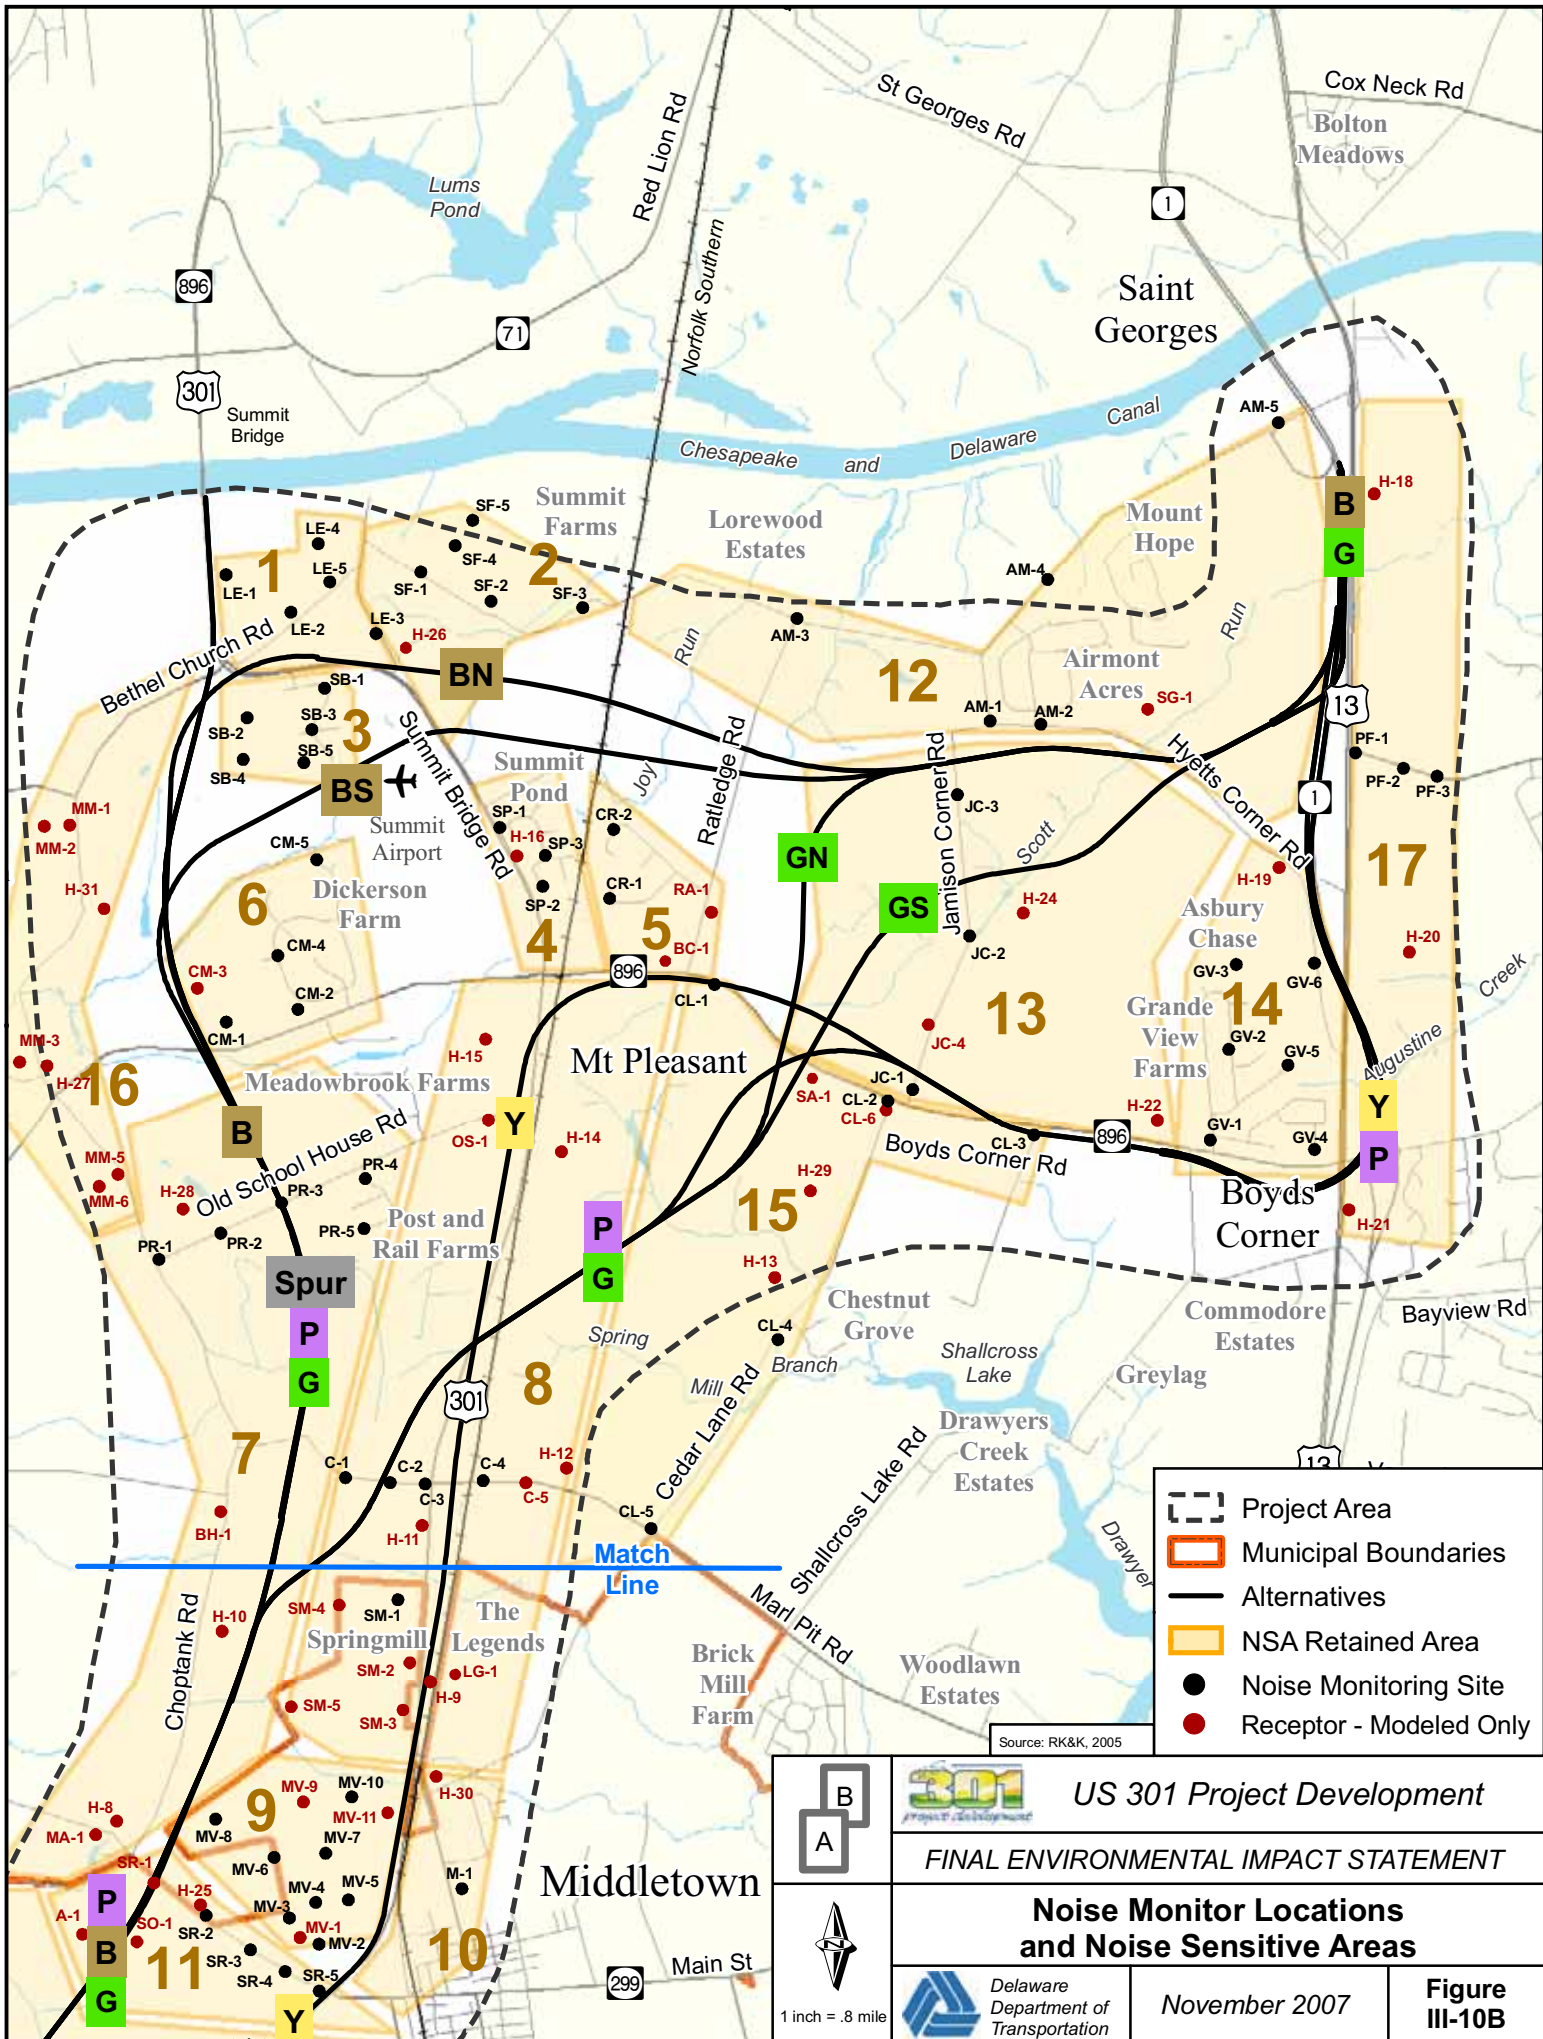 Cox Neck Rd
Bolton
Meadows
St Georges Rd
Red Lion Rd
Lums
Pond
1
Norfolk Southern
896
71
Saint
Georges
301
Summit
Bridge
Canal
Delaware
and
Chesapeake
AM-5
H-18
B
G
Summit
Farms
SF-5
SF-4
SF-1
SF-2
SF-3
2
Lorewood
Estates
Mount
Hope
AM-4
AM-3
LE-4
1
LE-5
LE-1
LE-2
LE-3
H-26
Bethel Church Rd
BN
Run
Run
12
Airmont
Acres
SG-1
AM-1
AM-2
13
SB-1
SB-2
SB-3
3
SB-4
SB-5
BS
Summit
Airport
Summit Bridge Rd
Summit
Pond
Joy
Ratledge Rd
Jamison Corner Rd
Hyetts Corner Rd
PF-1
PF-2
PF-3
1
MM-1
MM-2
H-31
CM-5
SP-1
H-16
SP-3
SP-2
CR-2
CR-1
RA-1
BC-1
GN
GS
JC-3
Scott
H-24
JC-2
H-19
17
Dickerson
Farm
6
CM-4
CM-3
CM-2
CM-1
4
5
896
CL-1
Asbury
Chase
GV-3
GV-6
H-20
Creek
Augustine
14
13
JC-4
Grande
View
Farms
GV-2
GV-5
MM-3
H-27
16
H-15
Mt Pleasant
Meadowbrook Farms
SA-1
JC-1
CL-2
CL-6
Y
P
B
Y
OS-1
H-14
Old School House Rd
H-22
GV-1
GV-4
896
CL-3
Boyds Corner Rd
MM-5
MM-6
H-28
PR-4
PR-3
PR-5
PR-2
PR-1
Post and
Rail Farms
H-29
15
Boyds
Corner
H-21
P
G
H-13
Spur
P
G
Chestnut
Grove
Commodore
Estates
Bayview Rd
CL-4
Spring
Branch
Mill
Shallcross
Lake
Greylag
8
301
7
Cedar Lane Rd
Shallcross Lake Rd
Drawyers
Creek
Estates
13
C-1
C-2
C-3
C-4
C-5
H-12
H-11
BH-1
CL-5
Drawyer
Match
Line
Marl Pit Rd
H-10
Choptank Rd
SM-4
SM-1
Springmill
SM-2
SM-5
SM-3
The
Legends
LG-1
H-9
Brick
Mill
Farm
Woodlawn
Estates
Project Area
Municipal Boundaries
Alternatives
NSA Retained Area
Noise Monitoring Site
Receptor - Modeled Only
Source: RK&K, 2005
9
MV-9
MV-10
MV-11
H-30
H-8
MA-1
MV-8
MV-7
MV-6
SR-1
H-25
MV-4
MV-5
MV-3
M-1
A-1
SO-1
SR-2
MV-1
MV-2
SR-3
SR-4
SR-5
P
B
G
11
10
Y
Middletown
299
Main St
B
A
301
project development
US 301 Project Development
FINAL ENVIRONMENTAL IMPACT STATEMENT
Noise Monitor Locations
and Noise Sensitive Areas
N
1 inch = .8 mile
Delaware
Department of
Transportation
November 2007
Figure
III-10B